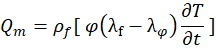 Q_m = ρ_f[ φ(λ_f − λ_φ) ∂T/∂t ]